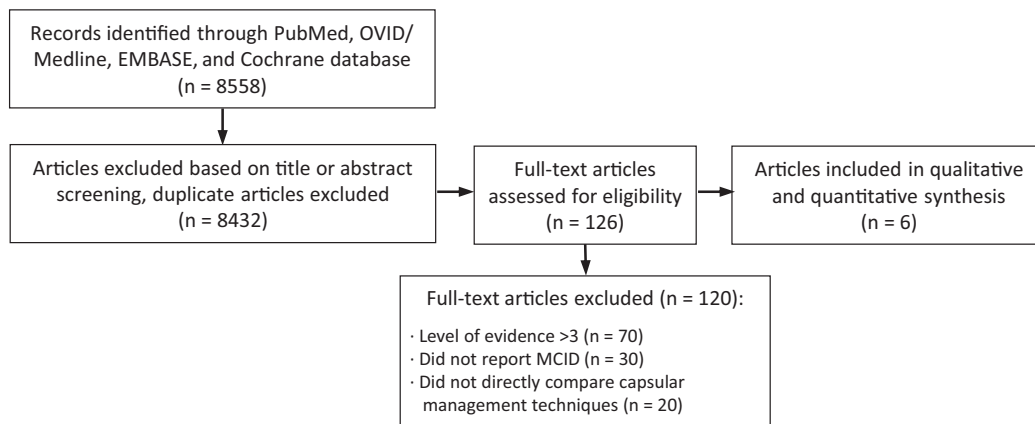 Records identified through PubMed, OVID/
Medline, EMBASE, and Cochrane database
(n = 8558)
Articles excluded based on title or abstract
screening, duplicate articles excluded
(n = 8432)
Full-text articles
assessed for eligibility
(n = 126)
Articles included in qualitative
and quantitative synthesis
(n = 6)
Full-text articles excluded (n = 120):
· Level of evidence >3 (n = 70)
· Did not report MCID (n = 30)
· Did not directly compare capsular
management techniques (n = 20)